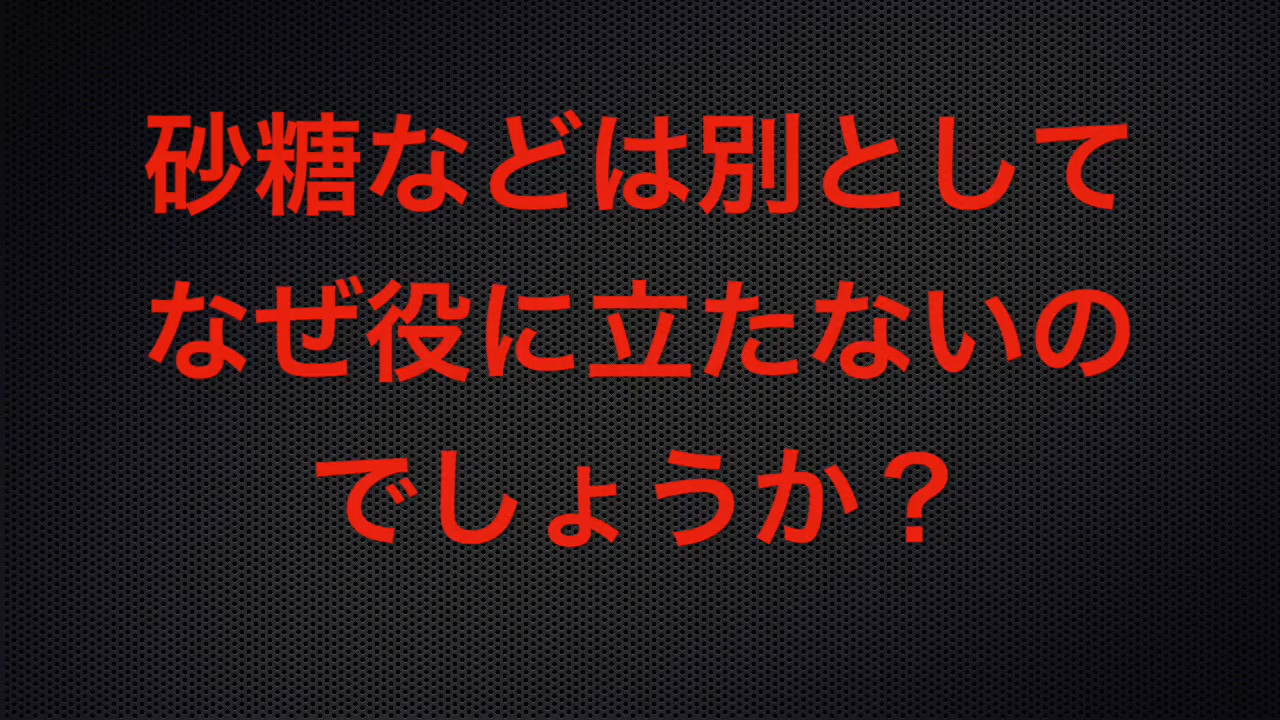 砂糖などは別として
なぜ役に立たないの
でしょうか？